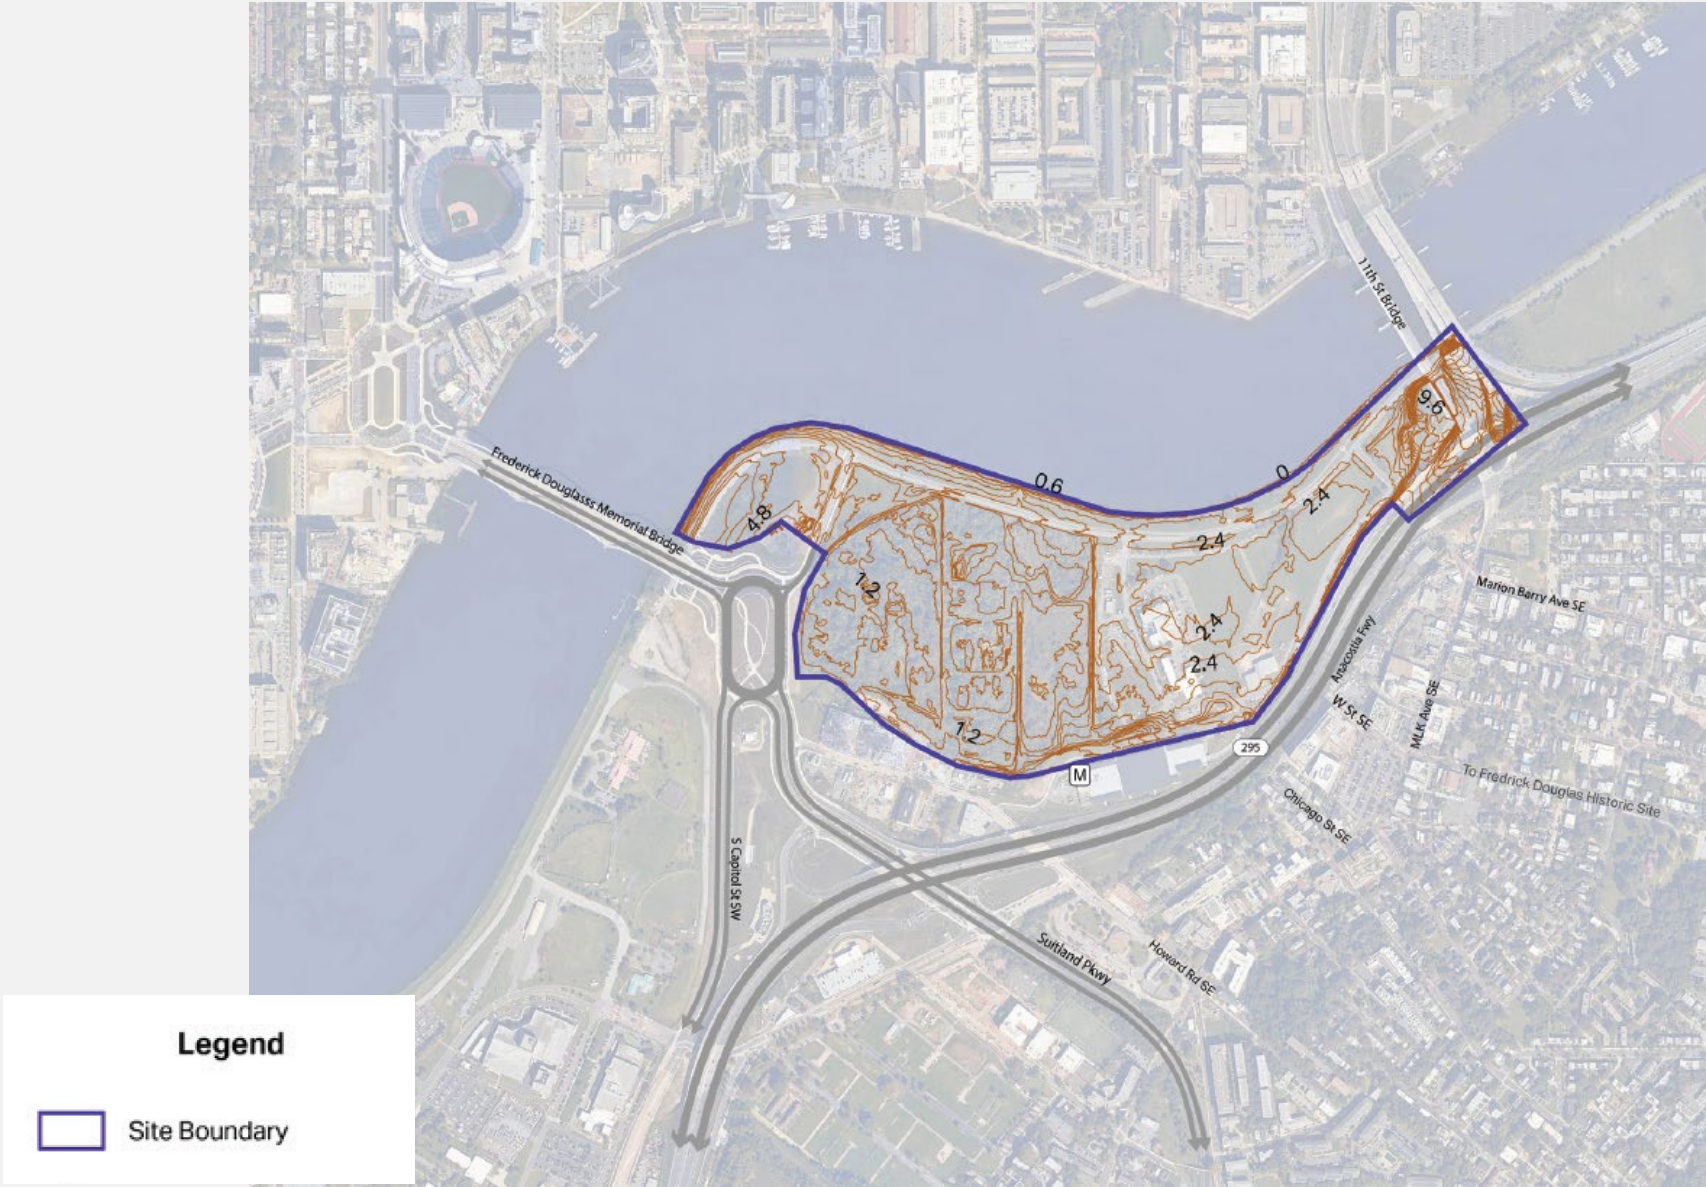 11th St Bridge
9.6
Frederick Douglasss Memorial Bridge
0.6
0
2.4
4.8
2.4
1.2
Marion Barry Ave SE
2.4
Anacostia Fwy
2.4
W St SE
MLK Ave SE
1.2
295
M
To Fredrick Douglas Historic Site
Chicago St SE
S Capitol St SW
Suitland Pkwy
Howard Rd SE
Legend
Site Boundary